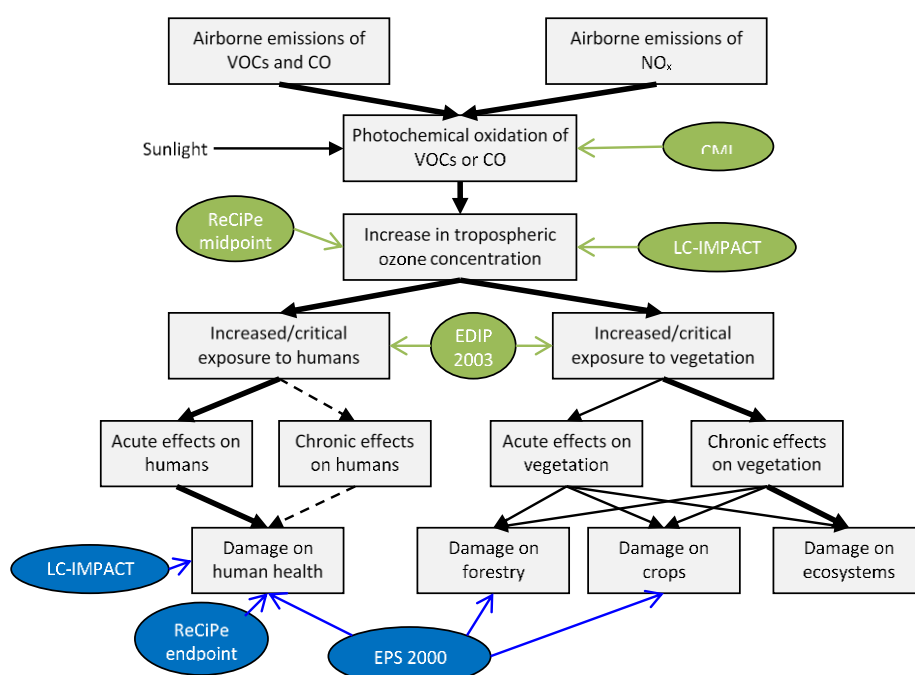 Airborne emissions of
VOCs and CO
Airborne emissions of
NOₓ
Photochemical oxidation of
VOCs or CO
Sunlight
ReCiPe
midpoint
Increase in tropospheric
ozone concentration
LC-IMPACT
Increased/critical
exposure to humans
EDIP
2003
Increased/critical
exposure to vegetation
Acute effects on
humans
Chronic effects
on humans
Acute effects on
vegetation
Chronic effects
on vegetation
LC-IMPACT
Damage on
human health
Damage on
forestry
Damage on
crops
Damage on
ecosystems
ReCiPe
endpoint
EPS 2000